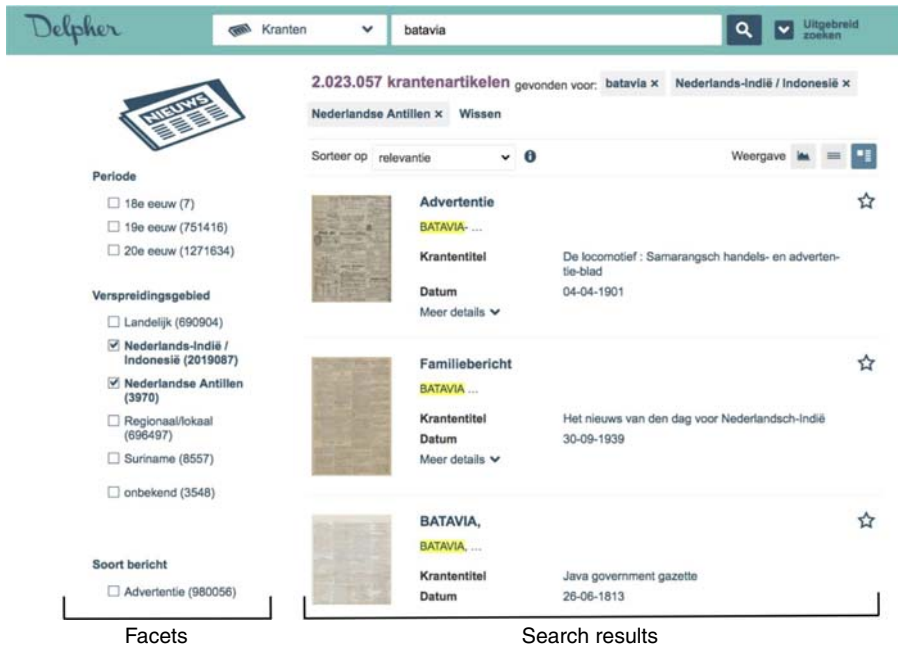 Delpher
Kranten
batavia
Uitgebreid
zoeken
NIEUWS
2.023.057 krantenartikelen gevonden voor: batavia × Nederlands-Indië / Indonesië ×
Nederlandse Antillen × Wissen
Sorteer op relevantie
Weergave
Periode
18e eeuw (7)
19e eeuw (751416)
20e eeuw (1271634)
Verspreidingsgebied
Landelijk (690904)
Nederlands-Indië /
Indonesië (2019087)
Nederlandse Antillen
(3970)
Regionaal/lokaal
(696497)
Suriname (8557)
onbekend (3548)
Soort bericht
Advertentie (980056)
Facets
Advertentie
BATAVIA- ...
Krantentitel De locomotief : Samarangsch handels- en adverten-
tie-blad
Datum 04-04-1901
Meer details
Familiebericht
BATAVIA ...
Krantentitel Het nieuws van den dag voor Nederlandsch-Indië
Datum 30-09-1939
Meer details
BATAVIA,
BATAVIA, ...
Krantentitel Java government gazette
Datum 26-06-1813
Search results